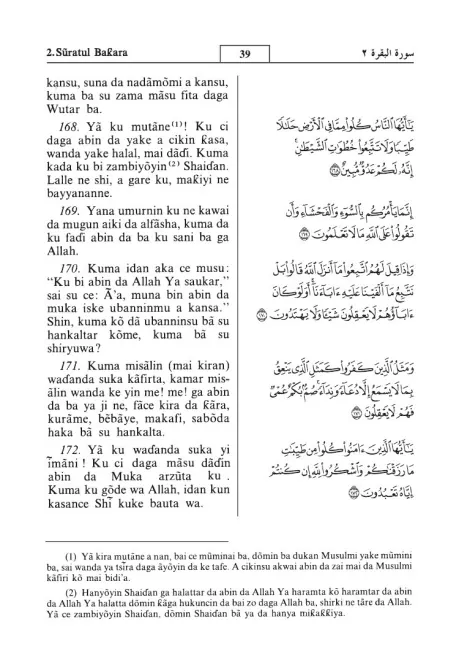 2. Sūratul Baƙara
39
سورة البقرة ٢
kansu, suna da nadāmōmi a kansu,
kuma ba su zama māsu fita daga
Wutar ba.
168. Yā ku mutāne⁽¹⁾! Ku ci
daga abin da yake a cikin ƙasa,
wanda yake halal, mai dāɗi. Kuma
kada ku bi zambiyōyin⁽²⁾ Shaiɗan.
Lalle ne shi, a gare ku, maƙiyi ne
bayyananne.
169. Yana umurnin ku ne kawai
da mugun aiki da alfāsha, kuma da
ku faɗi abin da ba ku sani ba ga
Allah.
170. Kuma idan aka ce musu:
“Ku bi abin da Allah Ya saukar,”
sai su ce: Ā’a, muna bin abin da
muka iske ubanninmu a kansa.”
Shin, kuma kō dā ubanninsu bā su
hankaltar kōme, kuma bā su
shiryuwa?
171. Kuma misālin (mai kiran)
waɗanda suka kāfirta, kamar mis-
ālin wanda ke yin me! me! ga abin
da ba ya ji ne, fāce kira da ƙāra,
kurāme, bēbāye, makafi, sabōda
haka bā su hankalta.
172. Yā ku waɗanda suka yi
īmāni ! Ku ci daga māsu dāɗin
abin da Muka arzūta ku .
Kuma ku gōde wa Allah, idan kun
kasance Shī kuke bauta wa.
يَٰٓأَيُّهَا ٱلنَّاسُ كُلُوا۟ مِمَّا فِى ٱلْأَرْضِ حَلَٰلًا
طَيِّبًا وَلَا تَتَّبِعُوا۟ خُطُوَٰتِ ٱلشَّيْطَٰنِ ۚ
إِنَّهُۥ لَكُمْ عَدُوٌّ مُّبِينٌ ﴿١٦٨﴾
إِنَّمَا يَأْمُرُكُم بِٱلسُّوٓءِ وَٱلْفَحْشَآءِ وَأَن
تَقُولُوا۟ عَلَى ٱللَّهِ مَا لَا تَعْلَمُونَ ﴿١٦٩﴾
وَإِذَا قِيلَ لَهُمُ ٱتَّبِعُوا۟ مَآ أَنزَلَ ٱللَّهُ قَالُوا۟ بَلْ
نَتَّبِعُ مَآ أَلْفَيْنَا عَلَيْهِ ءَابَآءَنَآ ۗ أَوَلَوْ كَانَ
ءَابَآؤُهُمْ لَا يَعْقِلُونَ شَيْـًٔا وَلَا يَهْتَدُونَ ﴿١٧٠﴾
وَمَثَلُ ٱلَّذِينَ كَفَرُوا۟ كَمَثَلِ ٱلَّذِى يَنْعِقُ
بِمَا لَا يَسْمَعُ إِلَّا دُعَآءً وَنِدَآءً ۚ صُمٌّۢ بُكْمٌ عُمْىٌ
فَهُمْ لَا يَعْقِلُونَ ﴿١٧١﴾
يَٰٓأَيُّهَا ٱلَّذِينَ ءَامَنُوا۟ كُلُوا۟ مِن طَيِّبَٰتِ
مَا رَزَقْنَٰكُمْ وَٱشْكُرُوا۟ لِلَّهِ إِن كُنتُمْ
إِيَّاهُ تَعْبُدُونَ ﴿١٧٢﴾
(1) Yā kira mutāne a nan, bai ce mūminai ba, dōmin ba dukan Musulmi yake mūmini
ba, sai wanda ya tsīra daga āyōyin da ke tafe. A cikinsu akwai abin da zai mai da Musulmi
kāfiri kō mai bidi’a.
(2) Hanyōyin Shaiɗan ga halattar da abin da Allah Ya haramta kō haramtar da abin
da Allah Ya halatta dōmin ƙāga hukuncin da bai zo daga Allah ba, shirki ne tāre da Allah.
Yā ce zambiyōyin Shaiɗan, dōmin Shaiɗan bā ya da hanya miƙaƙƙiya.